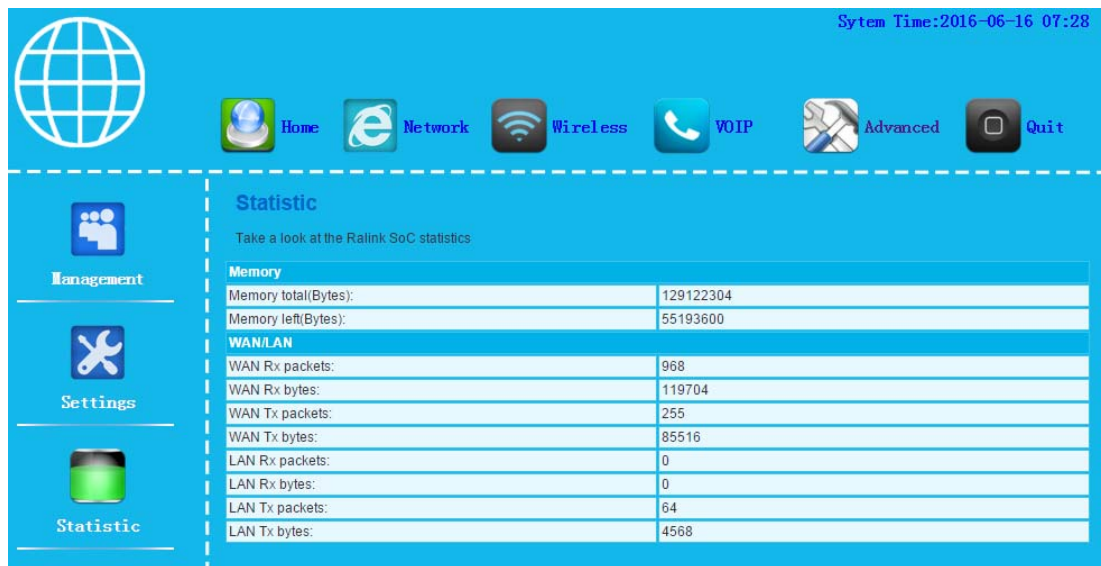 Sytem Time:2016-06-16 07:28
Home Network Wireless VOIP Advanced Quit
Management
Settings
Statistic
Statistic
Take a look at the Ralink SoC statistics
Memory
Memory total(Bytes): 129122304
Memory left(Bytes): 55193600
WAN/LAN
WAN Rx packets: 968
WAN Rx bytes: 119704
WAN Tx packets: 255
WAN Tx bytes: 85516
LAN Rx packets: 0
LAN Rx bytes: 0
LAN Tx packets: 64
LAN Tx bytes: 4568